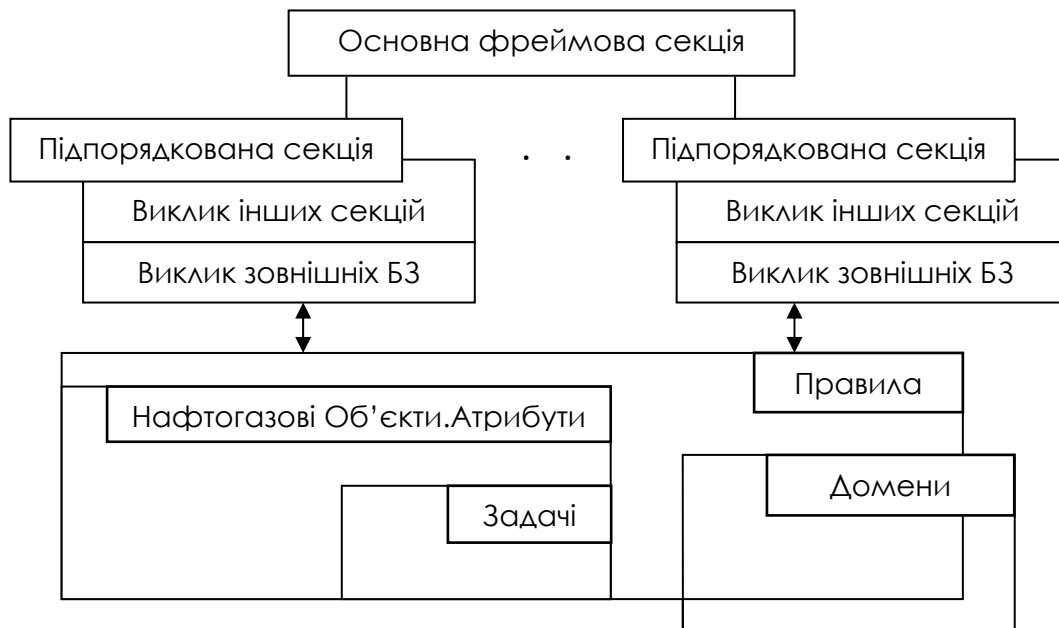 Основна фреймова секція
Підпорядкована секція
. .
Підпорядкована секція
Виклик інших секцій
Виклик інших секцій
Виклик зовнішніх БЗ
Виклик зовнішніх БЗ
Правила
Нафтогазові Об’єкти.Атрибути
Домени
Задачі